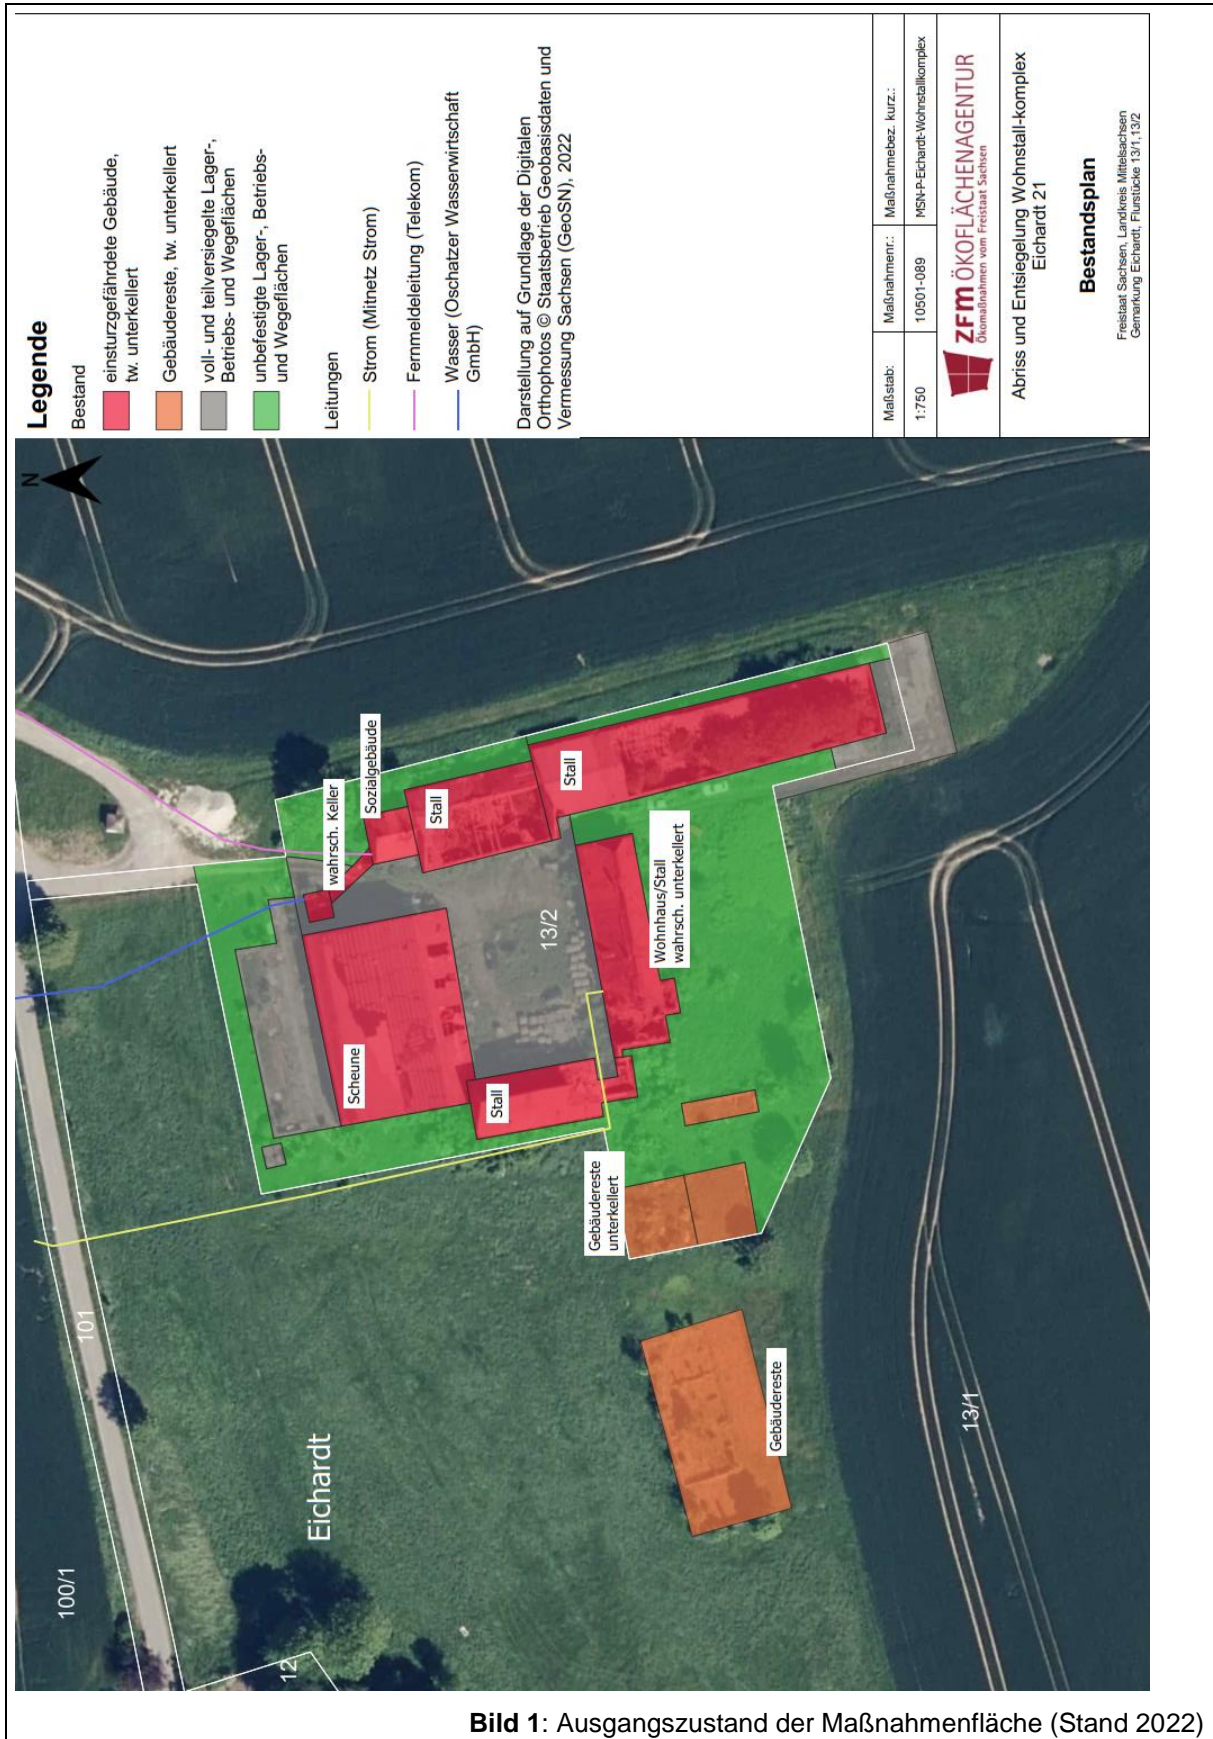 Legende
Bestand
einsturzgefährdete Gebäude,
tw. unterkellert
Gebäudereste, tw. unterkellert
voll- und teilversiegelte Lager-,
Betriebs- und Wegeflächen
unbefestigte Lager-, Betriebs-
und Wegeflächen
Leitungen
Strom (Mitnetz Strom)
Fernmeldeleitung (Telekom)
Wasser (Oschatzer Wasserwirtschaft
GmbH)
Darstellung auf Grundlage der Digitalen
Orthophotos © Staatsbetrieb Geobasisdaten und
Vermessung Sachsen (GeoSN), 2022
Maßstab:
Maßnahmenr.:
Maßnahmebez. kurz.:
1:750
10501-089
MSN-P-Eichardt-Wohnstallkomplex
ZFM ÖKOFLÄCHENAGENTUR
Ökomaßnahmen vom Freistaat Sachsen
Abriss und Entsiegelung Wohnstall-komplex
Eichardt 21
Bestandsplan
Freistaat Sachsen, Landkreis Mittelsachsen
Gemarkung Eichardt, Flurstücke 13/1,13/2
N
100/1
101
12
Eichardt
wahrsch. Keller
Sozialgebäude
Stall
Stall
Scheune
13/2
Stall
Wohnhaus/Stall
wahrsch. unterkellert
Gebäudereste
unterkellert
Gebäudereste
13/1
Bild 1: Ausgangszustand der Maßnahmenfläche (Stand 2022)